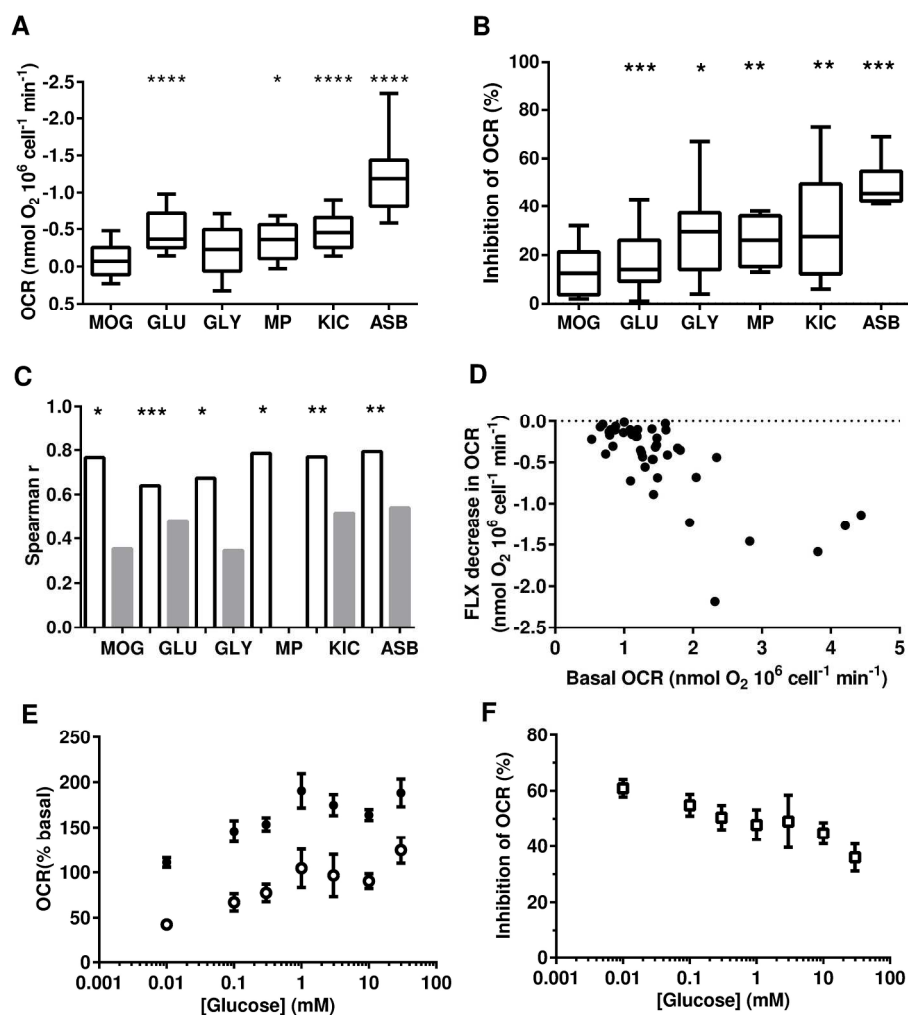 A
OCR (nmol O₂ 10⁶ cell⁻¹ min⁻¹)
-2.5
-2.0
-1.5
-1.0
-0.5
0.0
0.5
**** * **** ****
MOG GLU GLY MP KIC ASB
B
Inhibition of OCR (%)
100
80
60
40
20
0
*** * ** ** ***
MOG GLU GLY MP KIC ASB
C
Spearman r
1.0
0.8
0.6
0.4
0.2
0.0
* *** * * ** **
MOG GLU GLY MP KIC ASB
D
FLX decrease in OCR
(nmol O₂ 10⁶ cell⁻¹ min⁻¹)
0.0
-0.5
-1.0
-1.5
-2.0
-2.5
0 1 2 3 4 5
Basal OCR (nmol O₂ 10⁶ cell⁻¹ min⁻¹)
E
OCR(% basal)
250
200
150
100
50
0
0.001 0.01 0.1 1 10 100
[Glucose] (mM)
F
Inhibition of OCR (%)
80
60
40
20
0
0.001 0.01 0.1 1 10 100
[Glucose] (mM)